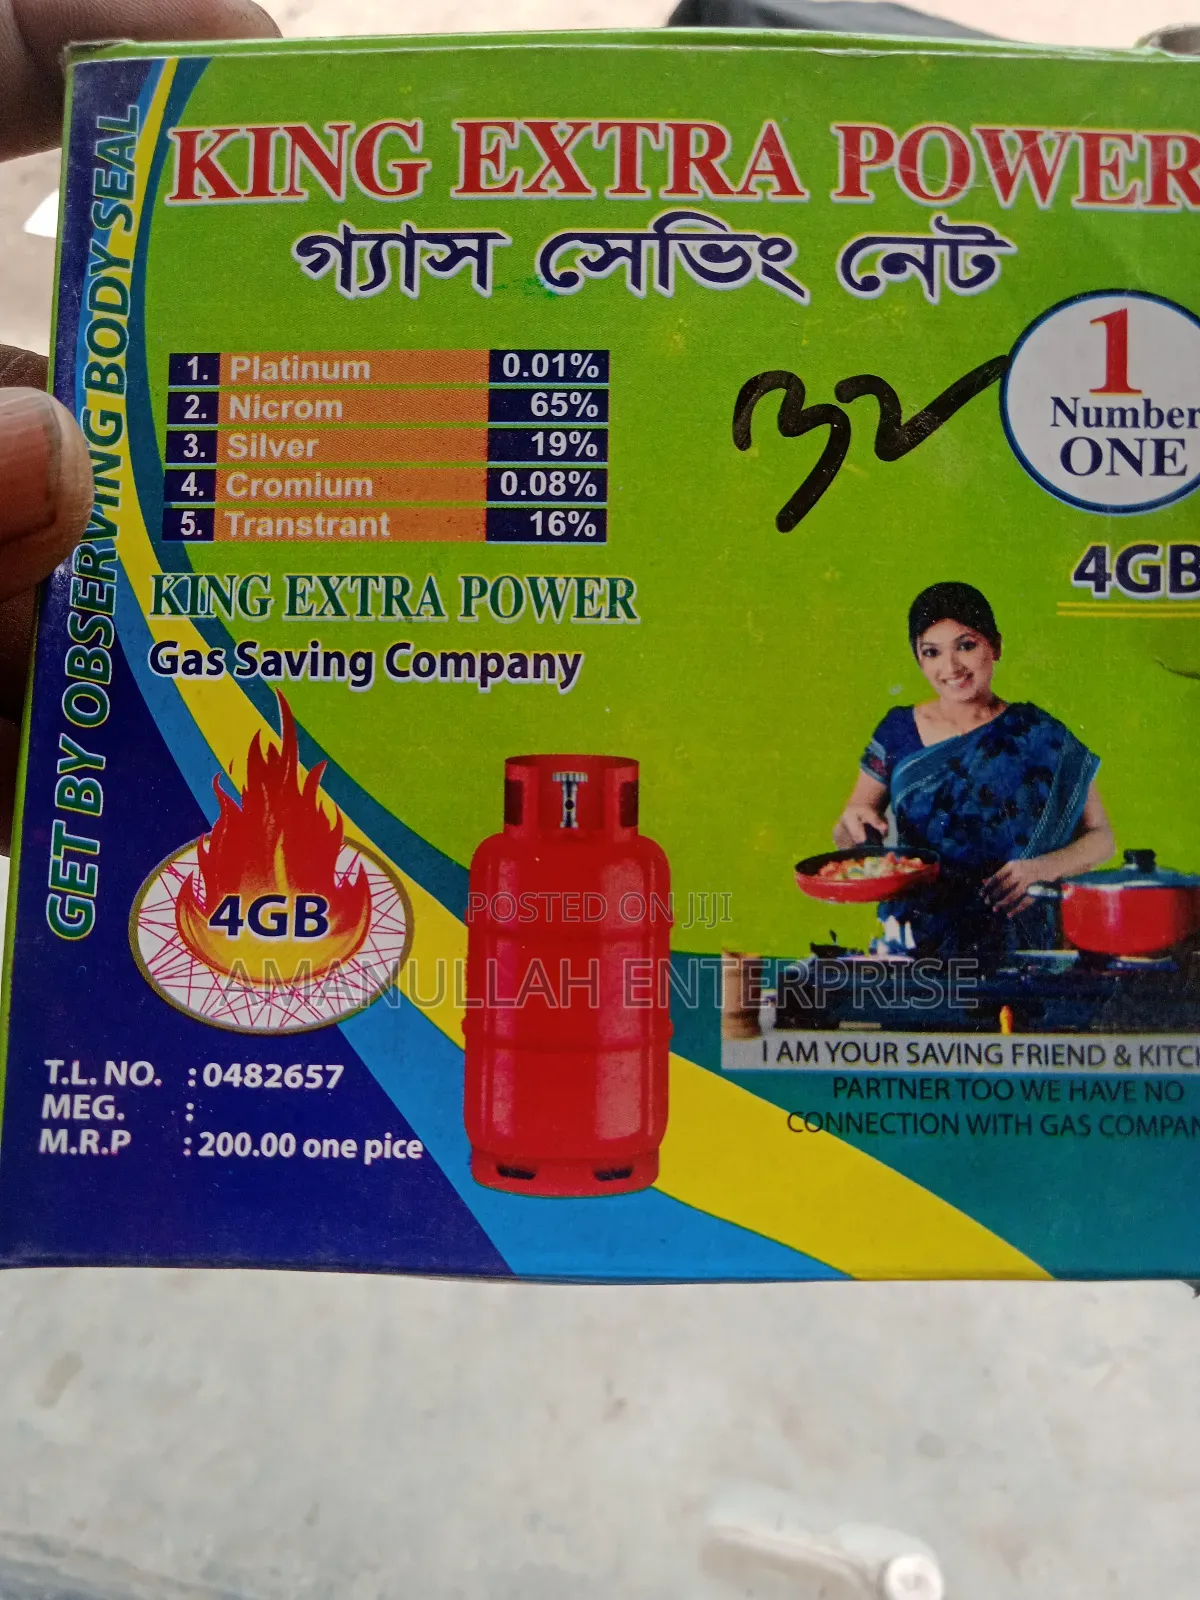 KING EXTRA POWER
গ্যাস সেভিং নেট
GET BY OBSERVING BODY SEAL
1. Platinum 0.01%
2. Nicrom 65%
3. Silver 19%
4. Cromium 0.08%
5. Transtrant 16%
1
Number
ONE
4GB
KING EXTRA POWER
Gas Saving Company
4GB
POSTED ON JIJI
AMANULLAH ENTERPRISE
T.L. NO. : 0482657
MEG. :
M.R.P : 200.00 one pice
I AM YOUR SAVING FRIEND & KITCH
PARTNER TOO WE HAVE NO
CONNECTION WITH GAS COMPAN